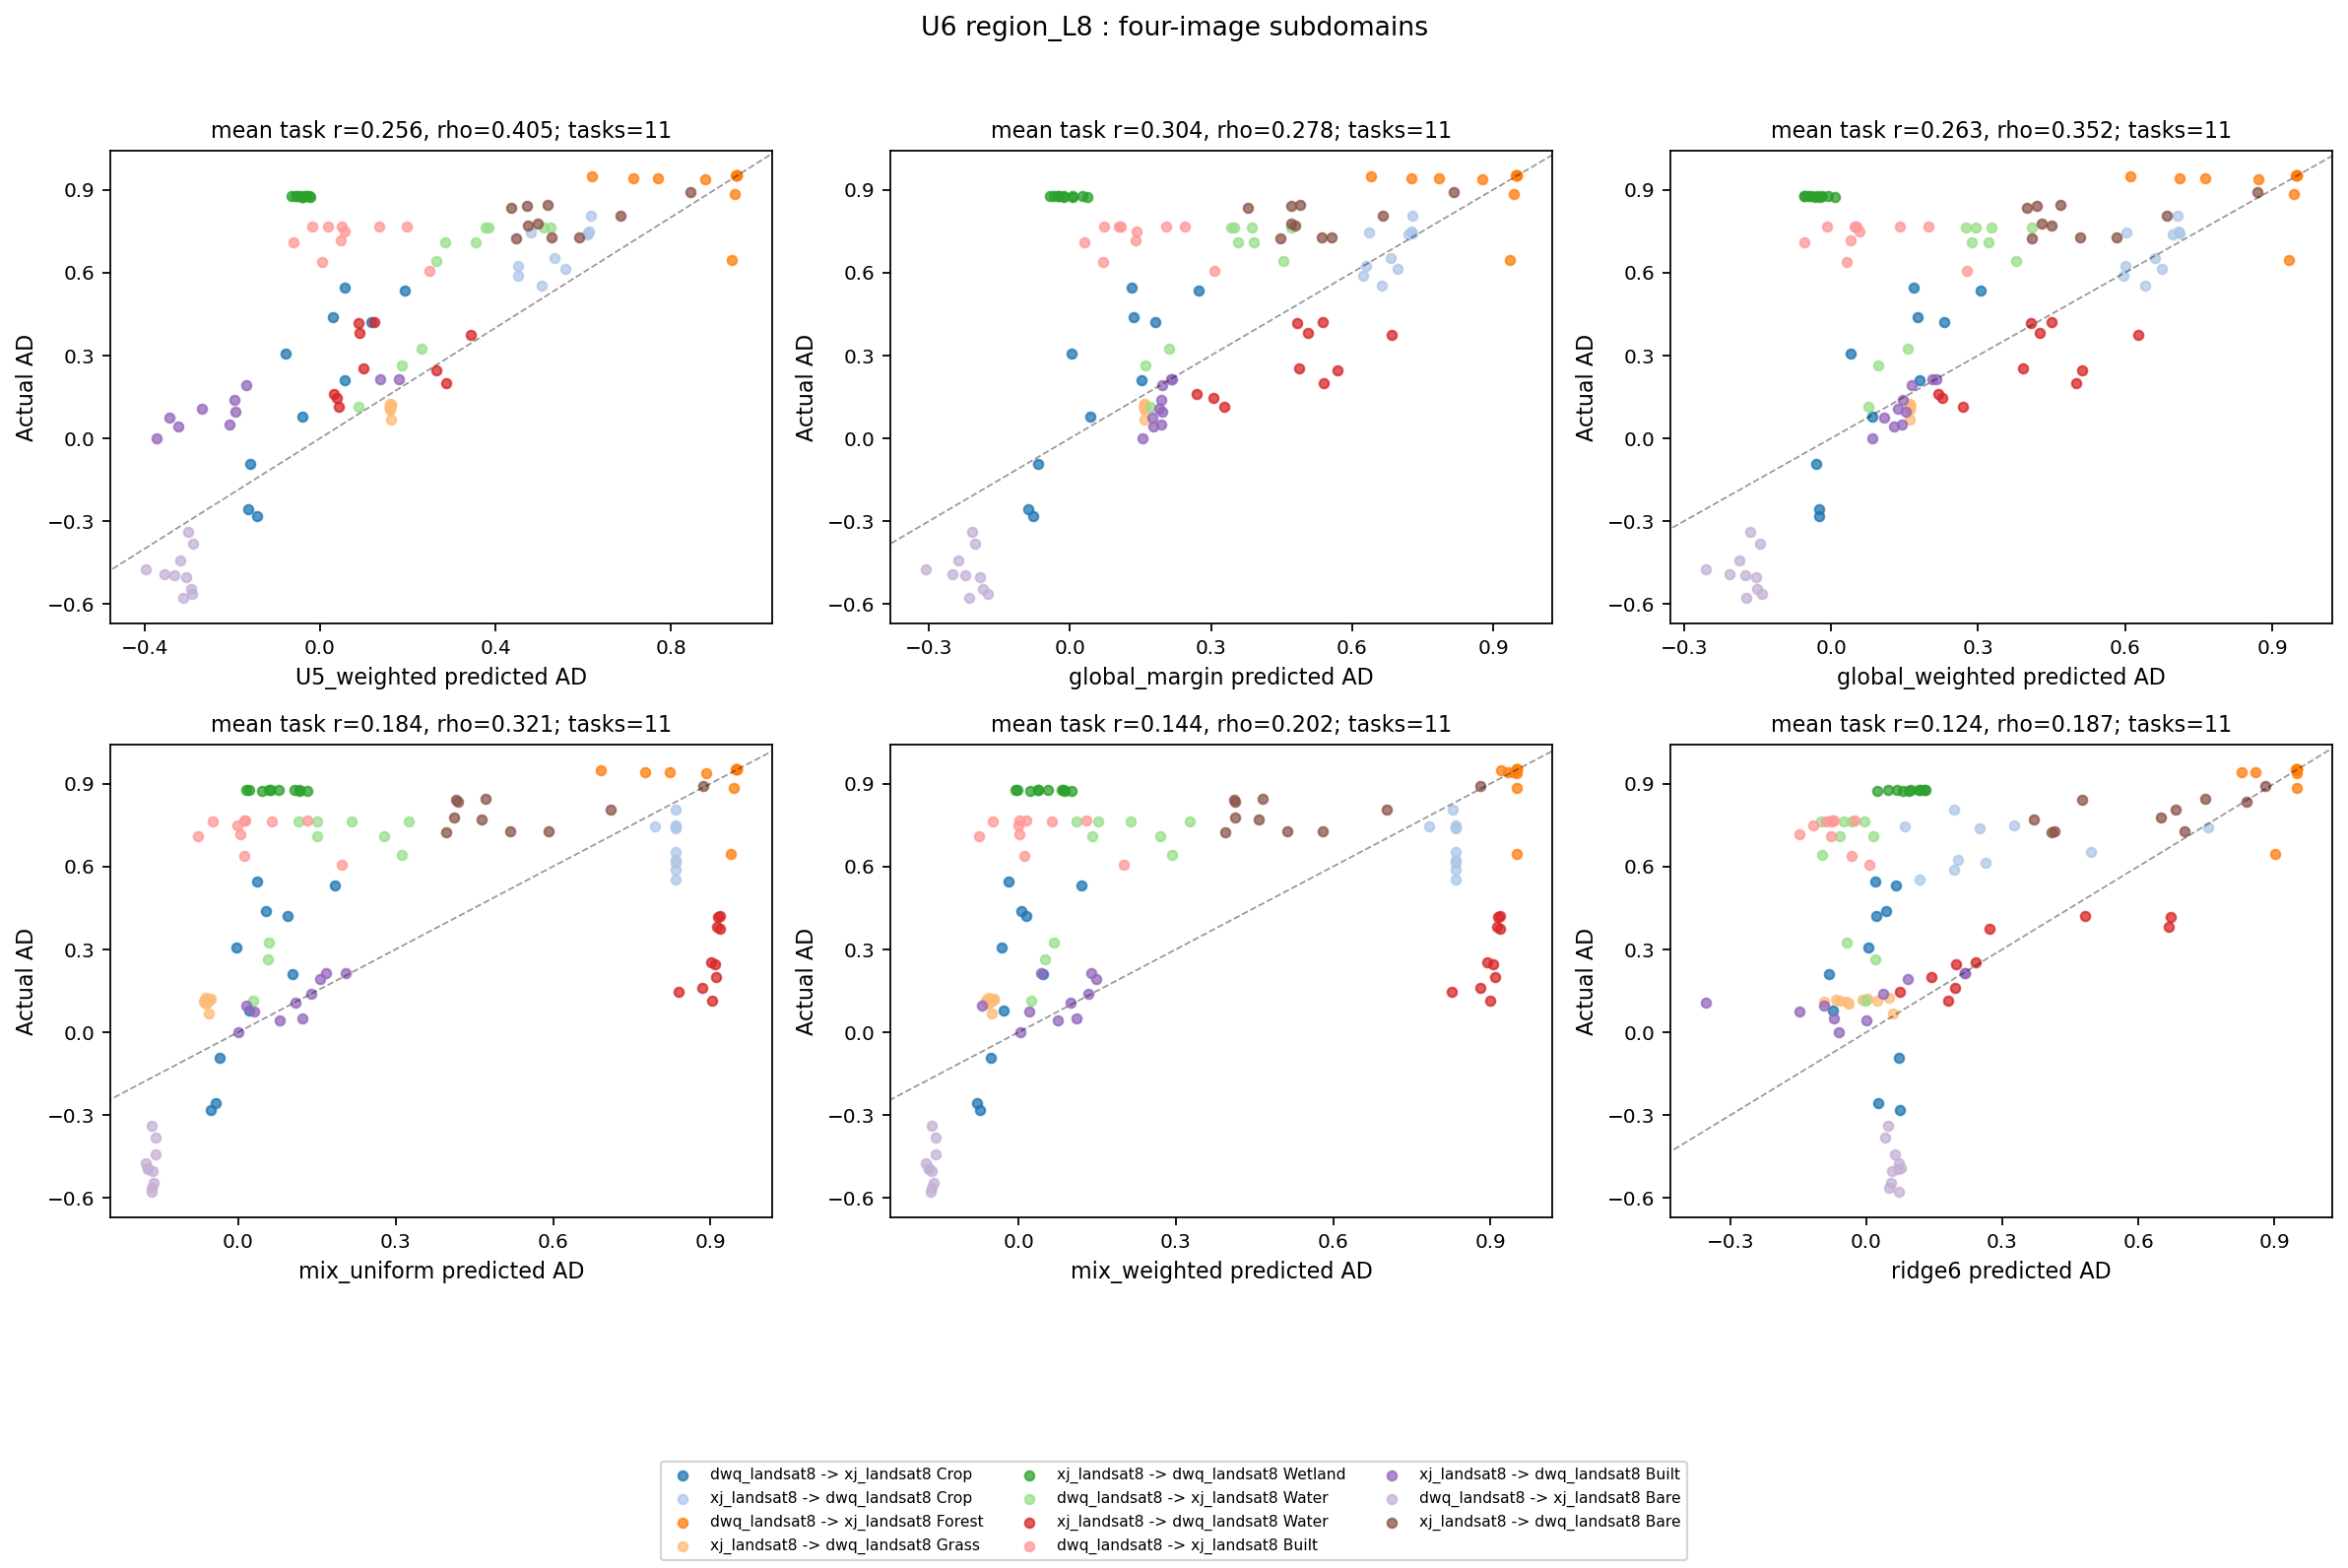 U6 region_L8 : four-image subdomains
mean task r=0.256, rho=0.405; tasks=11
mean task r=0.304, rho=0.278; tasks=11
mean task r=0.263, rho=0.352; tasks=11
Actual AD
0.9
0.6
0.3
0.0
−0.3
−0.6
−0.4
0.0
0.4
0.8
U5_weighted predicted AD
Actual AD
0.9
0.6
0.3
0.0
−0.3
−0.6
−0.3
0.0
0.3
0.6
0.9
global_margin predicted AD
Actual AD
0.9
0.6
0.3
0.0
−0.3
−0.6
−0.3
0.0
0.3
0.6
0.9
global_weighted predicted AD
mean task r=0.184, rho=0.321; tasks=11
mean task r=0.144, rho=0.202; tasks=11
mean task r=0.124, rho=0.187; tasks=11
Actual AD
0.9
0.6
0.3
0.0
−0.3
−0.6
0.0
0.3
0.6
0.9
mix_uniform predicted AD
Actual AD
0.9
0.6
0.3
0.0
−0.3
−0.6
0.0
0.3
0.6
0.9
mix_weighted predicted AD
Actual AD
0.9
0.6
0.3
0.0
−0.3
−0.6
−0.3
0.0
0.3
0.6
0.9
ridge6 predicted AD
dwq_landsat8 -> xj_landsat8 Crop
xj_landsat8 -> dwq_landsat8 Crop
dwq_landsat8 -> xj_landsat8 Forest
xj_landsat8 -> dwq_landsat8 Grass
xj_landsat8 -> dwq_landsat8 Wetland
dwq_landsat8 -> xj_landsat8 Water
xj_landsat8 -> dwq_landsat8 Water
dwq_landsat8 -> xj_landsat8 Built
xj_landsat8 -> dwq_landsat8 Built
dwq_landsat8 -> xj_landsat8 Bare
xj_landsat8 -> dwq_landsat8 Bare